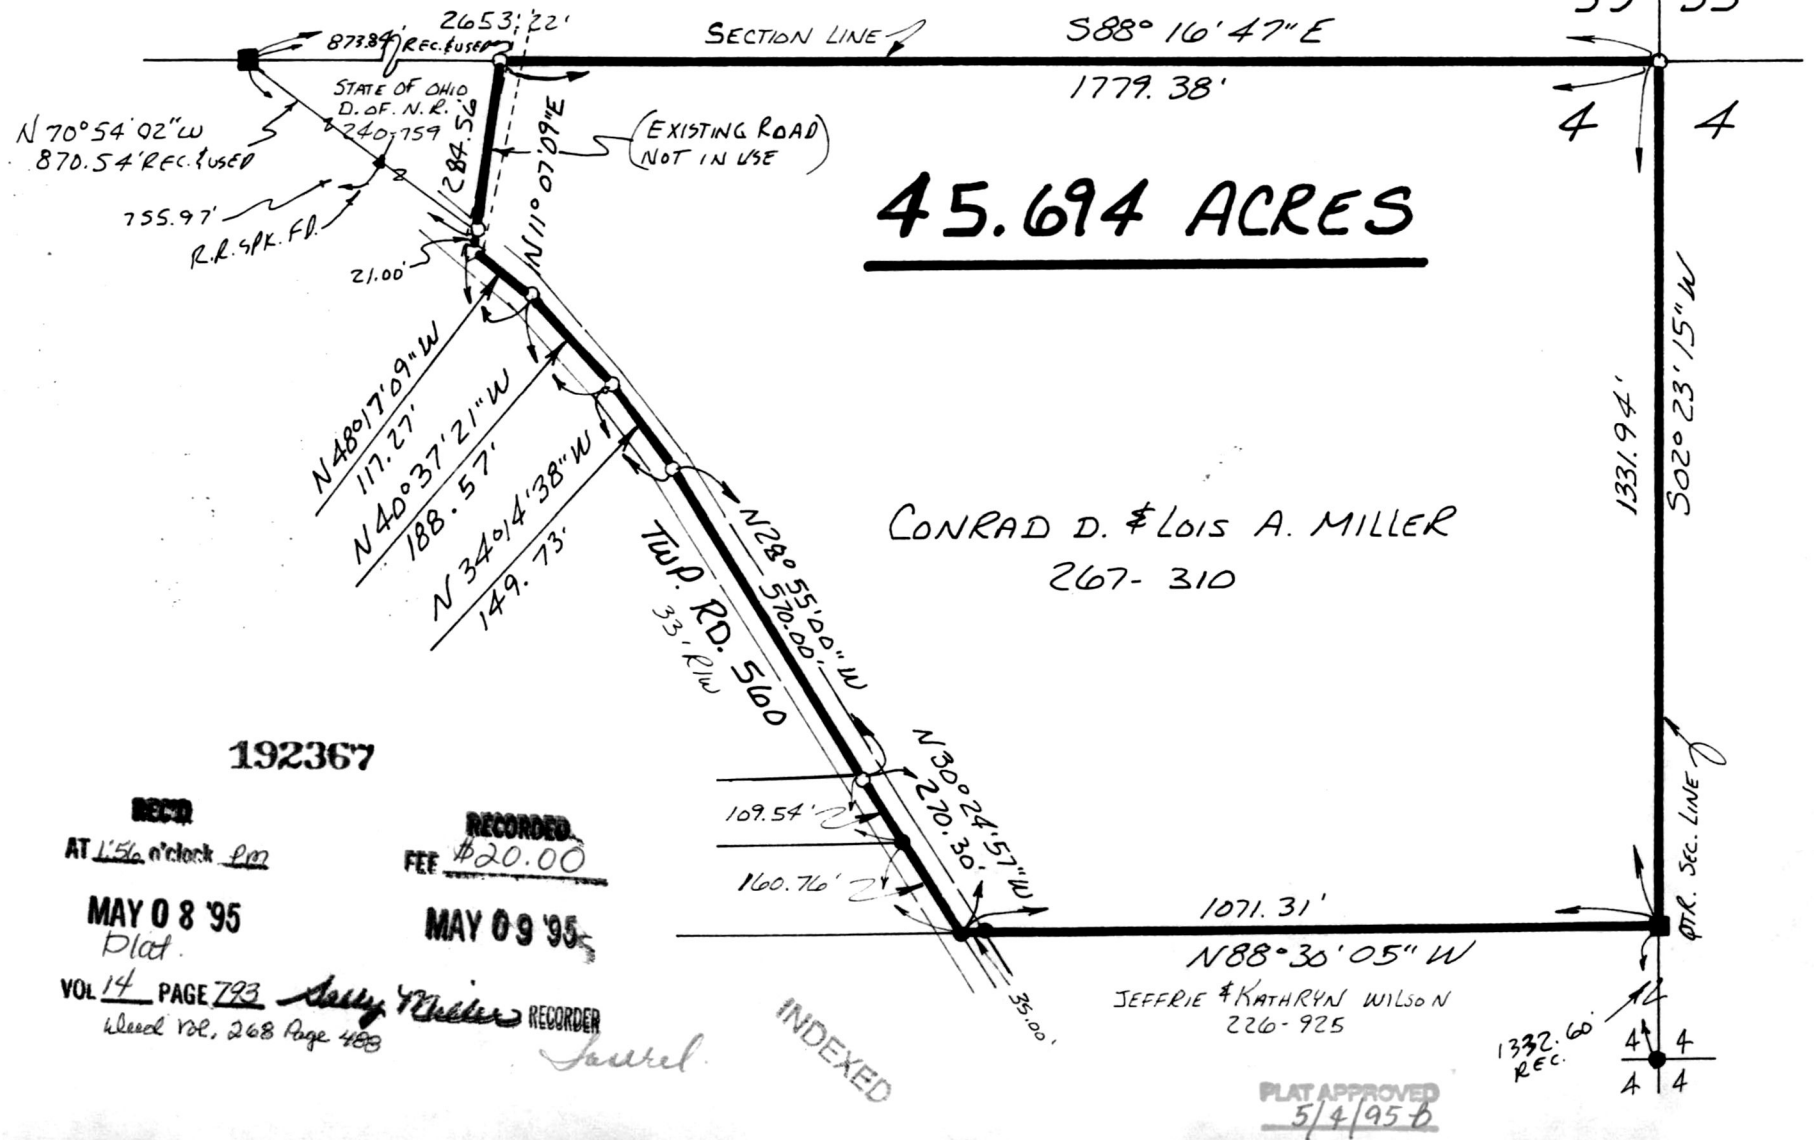 2653.22'
873.84' REC. & USED
SECTION LINE
S88° 16' 47" E
1779.38'
STATE OF OHIO
D. OF. N. R.
240-759
N 70° 54' 02" W
870.54' REC. & USED
755.97'
R.R. SPK. FD.
284.56'
N 11° 07' 09" E
(EXISTING ROAD
NOT IN USE)
21.00'
4 4
45.694 ACRES
N 48° 17' 09" W
117.27'
N 40° 37' 21" W
188.57'
N 34° 14' 38" W
149.73'
N 28° 55' 00" W
570.00'
TWP. RD. 560
33' R/W
CONRAD D. & LOIS A. MILLER
267- 310
1331.94'
S02° 23' 15" W
QTR. SEC. LINE
N 30° 24' 57" W
270.30'
109.54'
160.76'
1071.31'
N88° 30' 05" W
JEFFRIE & KATHRYN WILSON
226-925
35.00'
1332.60'
REC.
4 4
4 4
192367
REC'D
AT 1:56 o'clock PM
MAY 08 '95
Plat.
VOL 14 PAGE 793
Deed Vol. 268 Page 488
RECORDED
FEE $20.00
MAY 09 '95
Sally Miller RECORDER
INDEXED
PLAT APPROVED
5/4/95